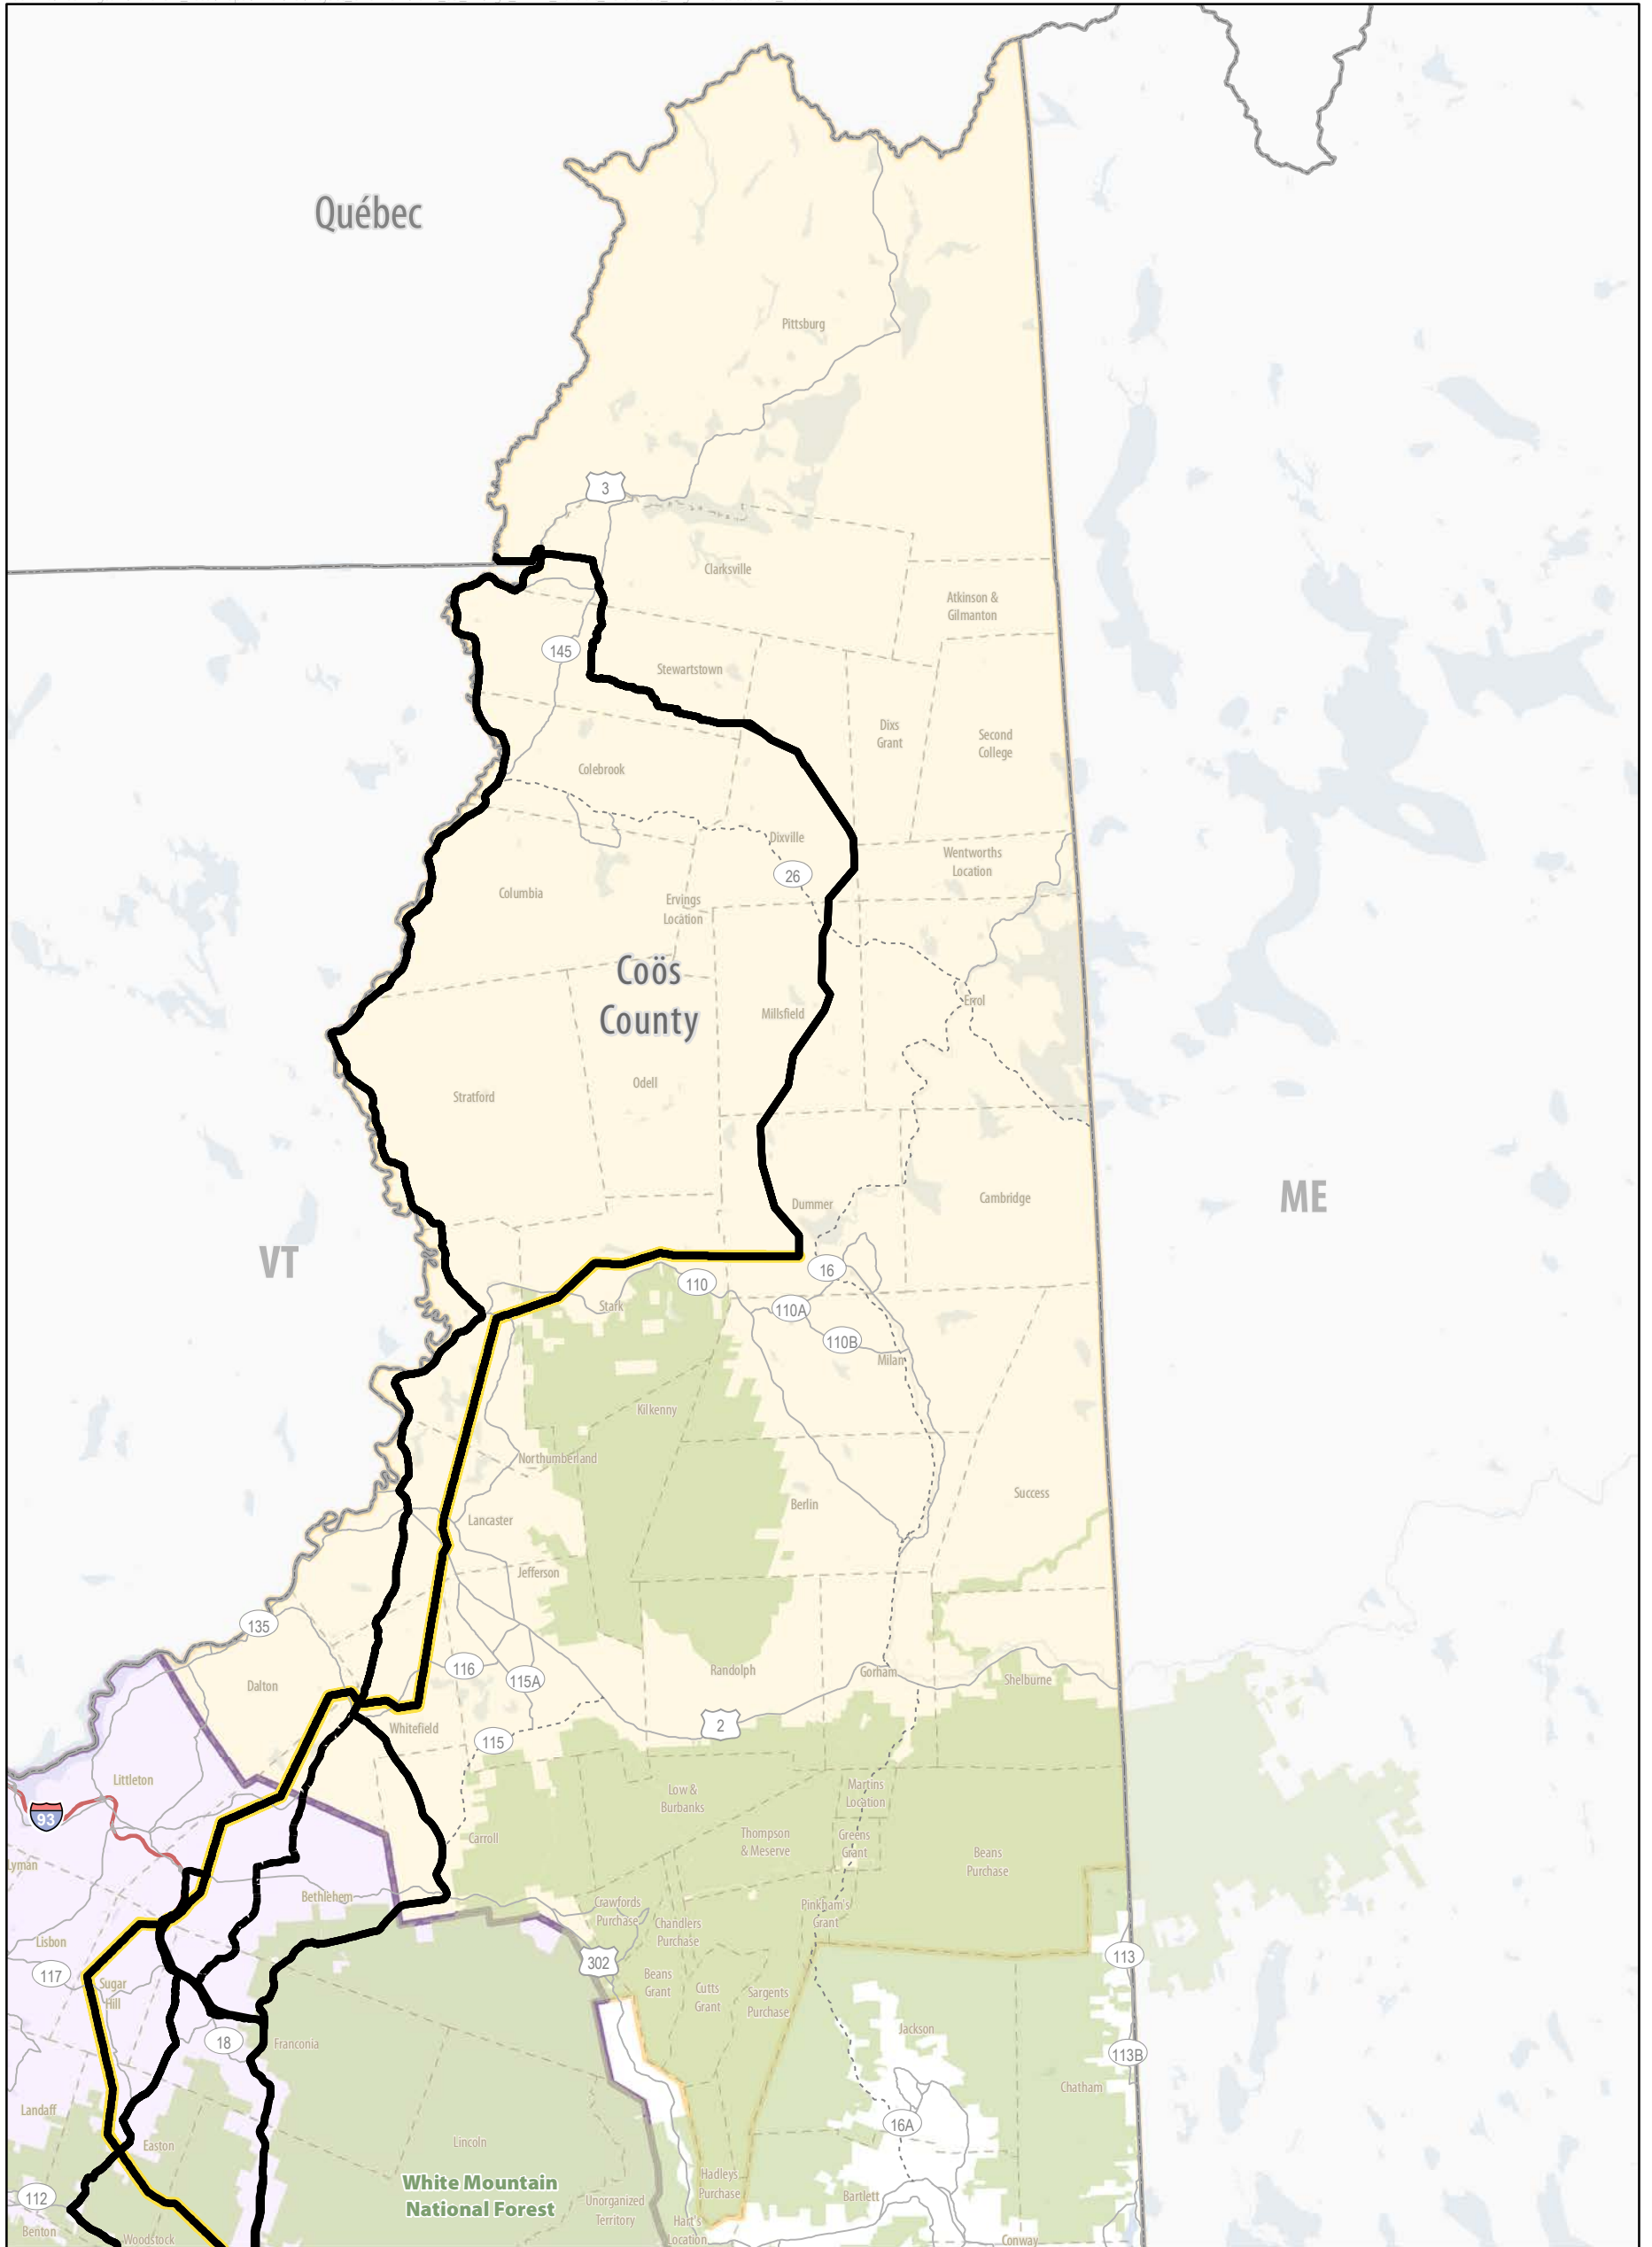 Québec
Pittsburg
3
Clarksville
Atkinson &
Gilmanton
145
Stewartstown
Dixs
Grant
Second
College
Colebrook
Dixville
Wentworths
Location
26
Columbia
Ervings
Location
Coös
County
Errol
Millsfield
Odell
Stratford
ME
Cambridge
Dummer
VT
16
110
Stark
110A
110B
Milan
Kilkenny
Northumberland
Success
Berlin
Lancaster
Jefferson
135
116
115A
Randolph
Gorham
Shelburne
Dalton
2
Whitefield
115
Littleton
Low &
Burbanks
Martins
Location
93
Thompson
& Meserve
Greens
Grant
Carroll
Beans
Purchase
Lyman
Bethlehem
Crawfords
Purchase
Chandlers
Purchase
Pinkham's
Grant
Lisbon
113
302
117
Sugar
Hill
Beans
Grant
Cutts
Grant
Sargents
Purchase
18
Franconia
Jackson
113B
Chatham
Landaff
16A
Easton
Lincoln
White Mountain
National Forest
Hadleys
Purchase
112
Unorganized
Territory
Bartlett
Benton
Woodstock
Hart's
Location
Conway